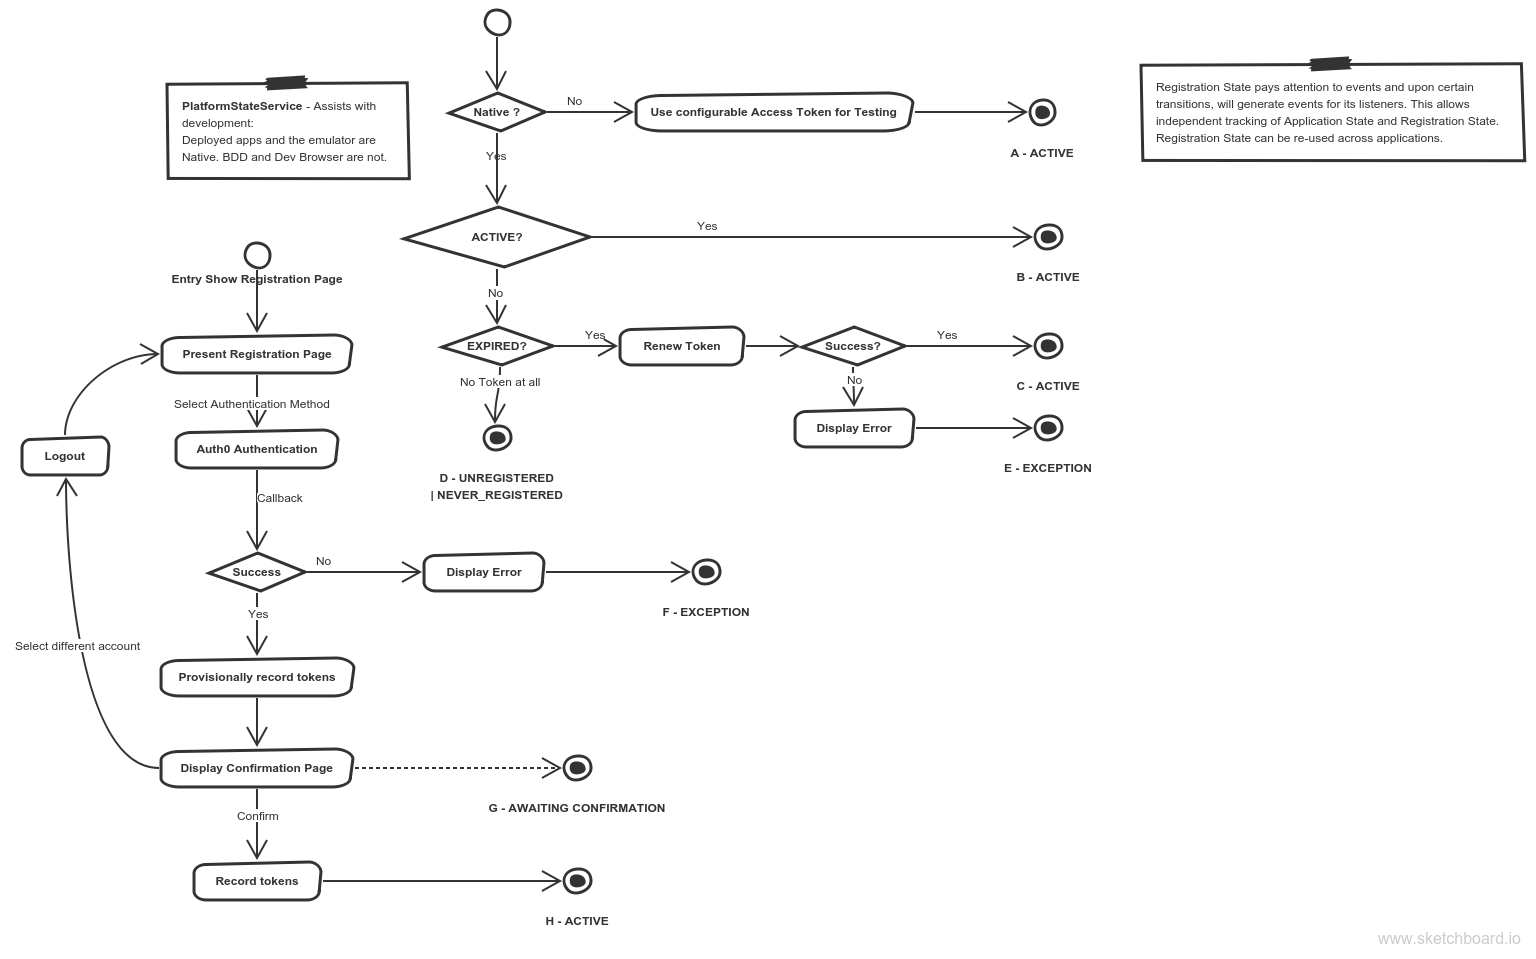 PlatformStateService - Assists with
development:
Deployed apps and the emulator are
Native. BDD and Dev Browser are not.
Native ?
No
Use configurable Access Token for Testing
A - ACTIVE
Registration State pays attention to events and upon certain
transitions, will generate events for its listeners. This allows
independent tracking of Application State and Registration State.
Registration State can be re-used across applications.
Yes
ACTIVE?
Yes
B - ACTIVE
No
EXPIRED?
Yes
Renew Token
Success?
Yes
C - ACTIVE
No Token at all
No
Display Error
E - EXCEPTION
D - UNREGISTERED
| NEVER_REGISTERED
Entry Show Registration Page
Present Registration Page
Select Authentication Method
Auth0 Authentication
Logout
Callback
Success
No
Display Error
F - EXCEPTION
Yes
Select different account
Provisionally record tokens
Display Confirmation Page
G - AWAITING CONFIRMATION
Confirm
Record tokens
H - ACTIVE
www.sketchboard.io